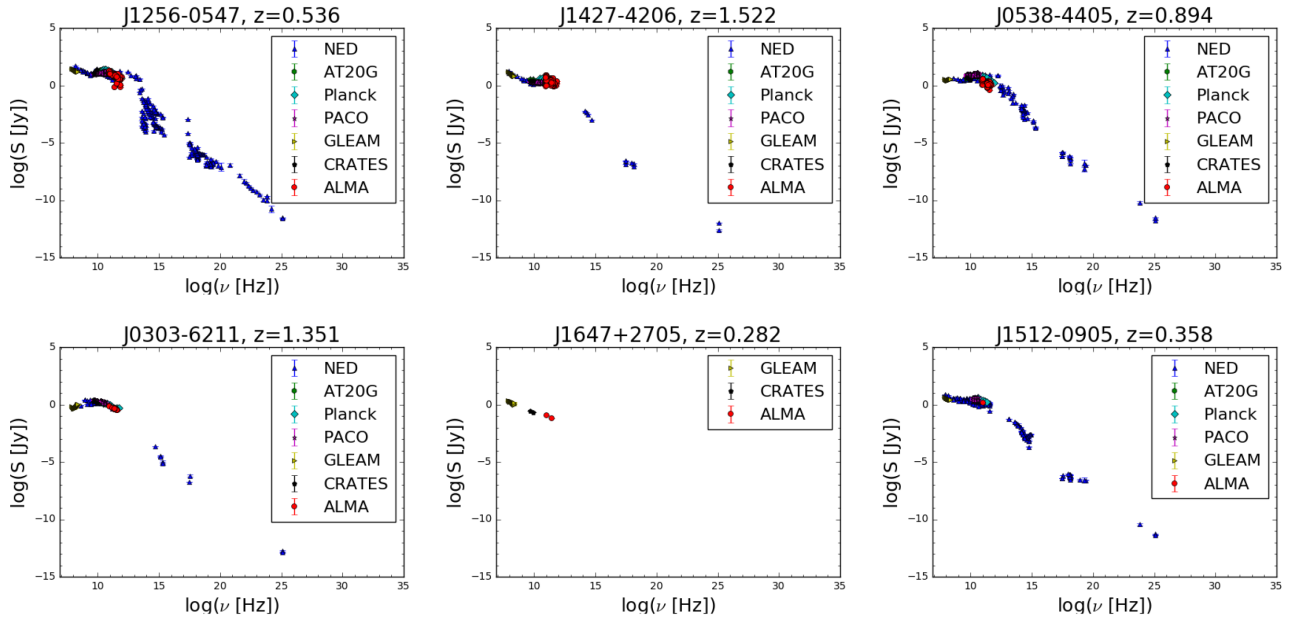 J1256-0547, z=0.536
5
0
−5
−10
−15
10
15
20
25
30
35
log(S [Jy])
log(ν [Hz])
NED
AT20G
Planck
PACO
GLEAM
CRATES
ALMA
J1427-4206, z=1.522
5
0
−5
−10
−15
10
15
20
25
30
35
log(S [Jy])
log(ν [Hz])
NED
AT20G
Planck
PACO
GLEAM
CRATES
ALMA
J0538-4405, z=0.894
5
0
−5
−10
−15
10
15
20
25
30
35
log(S [Jy])
log(ν [Hz])
NED
AT20G
Planck
PACO
GLEAM
CRATES
ALMA
J0303-6211, z=1.351
5
0
−5
−10
−15
10
15
20
25
30
35
log(S [Jy])
log(ν [Hz])
NED
AT20G
Planck
PACO
GLEAM
CRATES
ALMA
J1647+2705, z=0.282
5
0
−5
−10
−15
10
15
20
25
30
35
log(S [Jy])
log(ν [Hz])
GLEAM
CRATES
ALMA
J1512-0905, z=0.358
5
0
−5
−10
−15
10
15
20
25
30
35
log(S [Jy])
log(ν [Hz])
NED
AT20G
Planck
PACO
GLEAM
ALMA